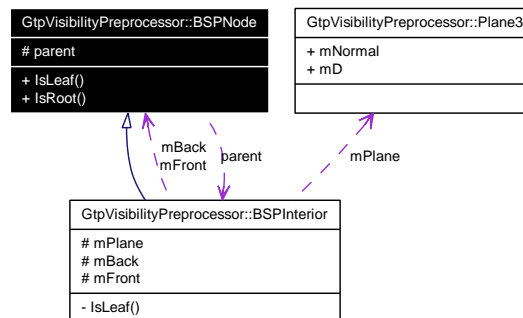 GtpVisibilityPreprocessor::BSPNode
# parent
+ IsLeaf()
+ IsRoot()
GtpVisibilityPreprocessor::Plane3
+ mNormal
+ mD
mBack
mFront
parent
mPlane
GtpVisibilityPreprocessor::BSPInterior
# mPlane
# mBack
# mFront
- IsLeaf()